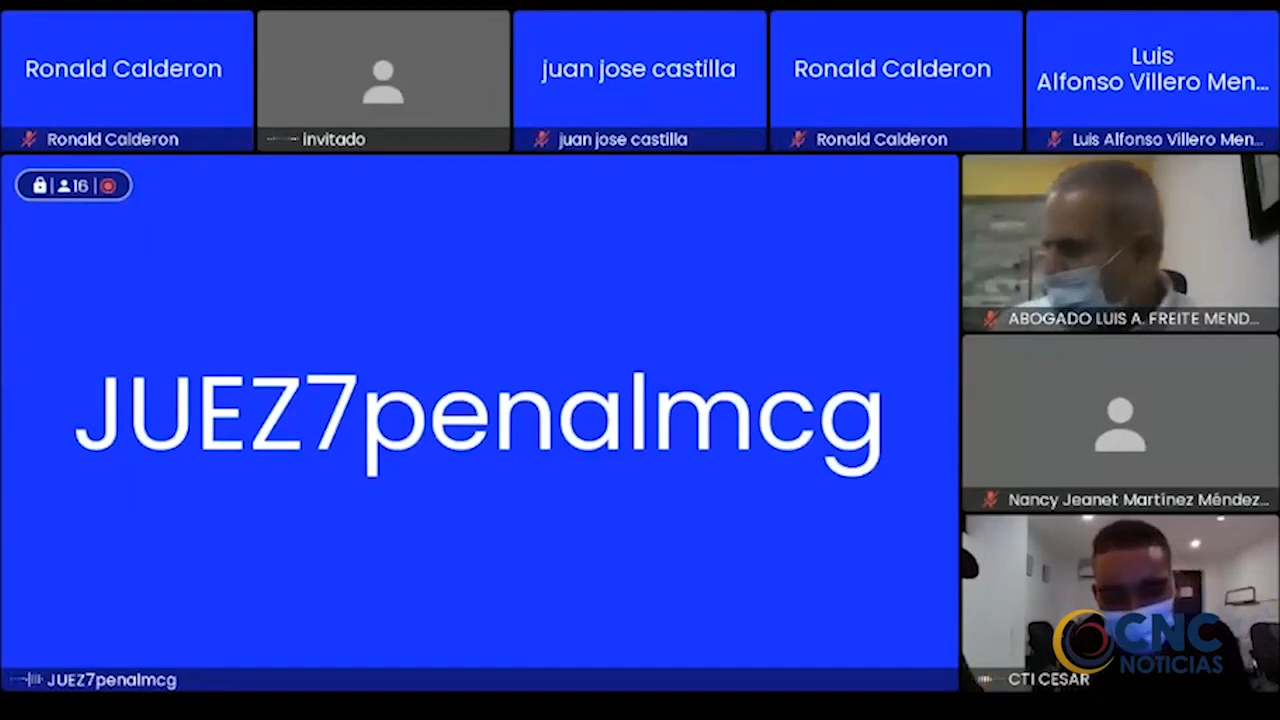 Ronald Calderon
juan jose castilla
Ronald Calderon
Luis
Alfonso Villero Men...
Ronald Calderon
invitado
juan jose castilla
Ronald Calderon
Luis Alfonso Villero Men...
16
ABOGADO LUIS A. FREITE MEND...
JUEZ7penalmcg
Nancy Jeanet Martínez Méndez...
CNC
NOTICIAS
JUEZ7penalmcg
CTI CESAR